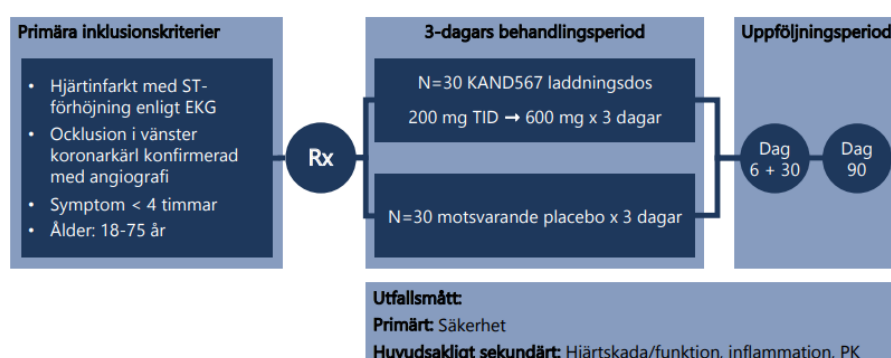 Primära inklusionskriterier
• Hjärtinfarkt med ST-
förhöjning enligt EKG
• Ocklusion i vänster
koronarkärl konfirmerad
med angiografi
• Symptom < 4 timmar
• Ålder: 18-75 år
Rx
3-dagars behandlingsperiod
N=30 KAND567 laddningsdos
200 mg TID → 600 mg x 3 dagar
N=30 motsvarande placebo x 3 dagar
Uppföljningsperiod
Dag
6 + 30
Dag
90
Utfallsmått:
Primärt: Säkerhet
Huvudsakligt sekundärt: Hjärtskada/funktion, inflammation, PK